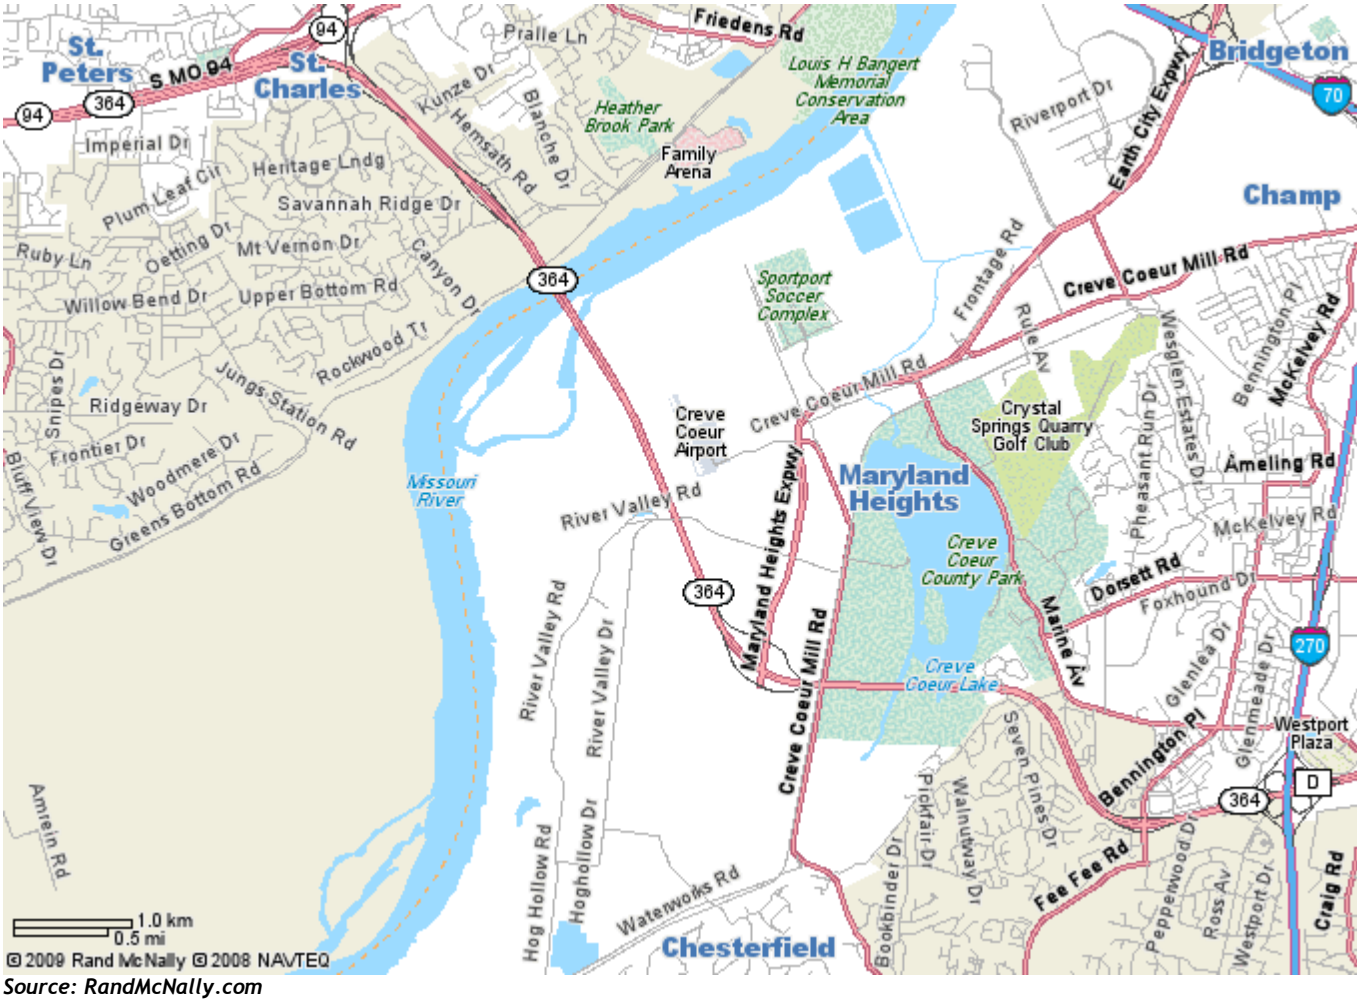 Friedens Rd
94
Pralle Ln
St.
Peters
S MO 94
St.
Charles
Louis H Bangert
Memorial
Conservation
Area
Bridgeton
364
94
Kunze Dr
Hemsath Rd
Blanche Dr
Heather
Brook Park
Earth City Expwy
70
Riverport Dr
Imperial Dr
Heritage Lndg
Family
Arena
Plum Leaf Cir
Savannah Ridge Dr
Champ
Ruby Ln
Oetting Dr
Mt Vernon Dr
Canyon Dr
364
Frontage Rd
Creve Coeur Mill Rd
Sportport
Soccer
Complex
Willow Bend Dr
Upper Bottom Rd
Rockwood Tr
Rule Av
Wesglen Estates Dr
Bennington Pl
McKelvey Rd
Snipes Dr
Jungs Station Rd
Ridgeway Dr
Creve Coeur Mill Rd
Creve
Coeur
Airport
Crystal
Springs Quarry
Golf Club
Pheasant Run Dr
Frontier Dr
Woodmere Dr
Bluff View Dr
Greens Bottom Rd
Missouri
River
River Valley Rd
Maryland Heights Expwy
Maryland
Heights
Ameling Rd
McKelvey Rd
Creve
Coeur
County Park
Dorsett Rd
Foxhound Dr
364
River Valley Rd
River Valley Dr
Creve Coeur Mill Rd
Marine Av
270
Creve
Coeur Lake
Glenlea Dr
Glenmeade Dr
Westport
Plaza
Seven Pines Dr
Bennington Pl
D
364
Amrein Rd
Hog Hollow Rd
Hoghollow Dr
Pickfair Dr
Walnutway Dr
Bookbinder Dr
Fee Fee Rd
Pepperwood Dr
Ross Av
Westport Dr
Craig Rd
Waterworks Rd
Chesterfield
1.0 km
0.5 mi
© 2009 Rand McNally © 2008 NAVTEQ
Source: RandMcNally.com